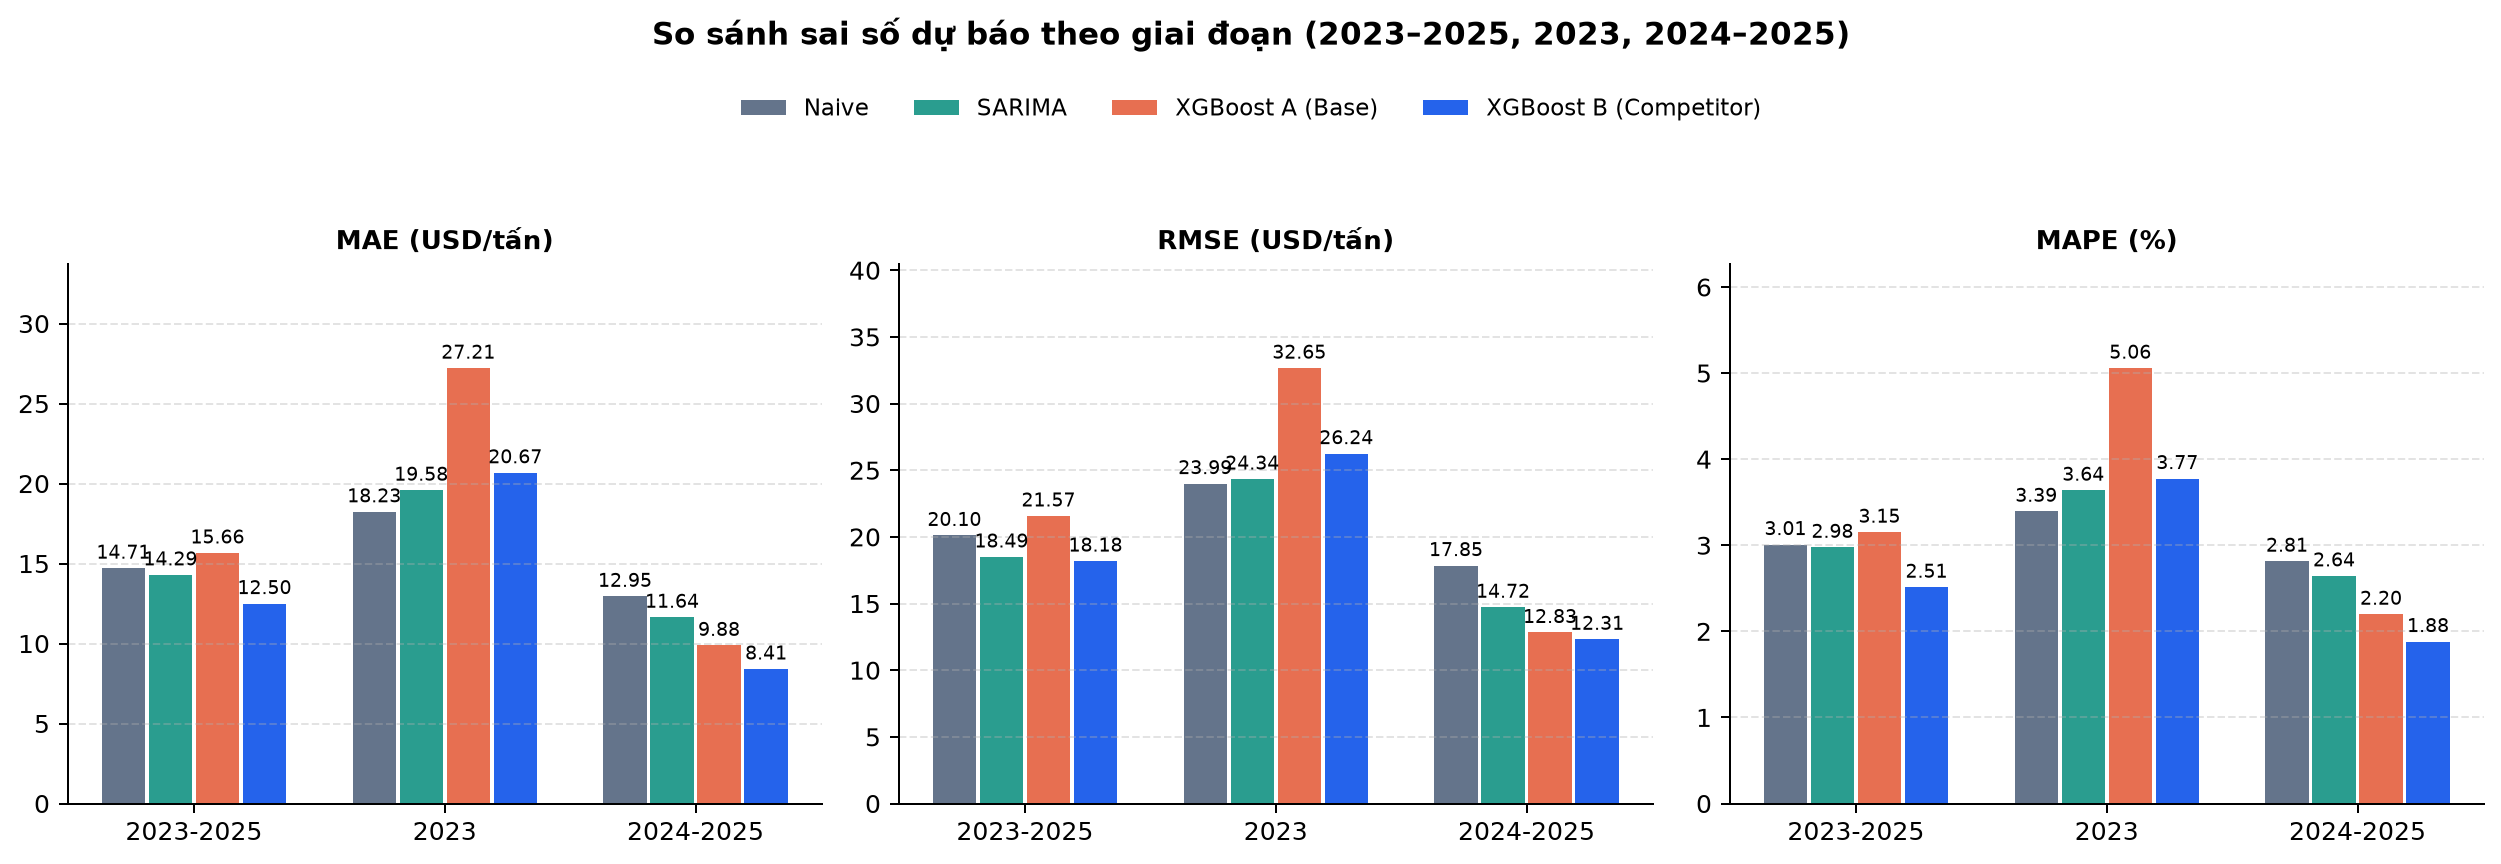 So sánh sai số dự báo theo giai đoạn (2023–2025, 2023, 2024–2025)
Naive SARIMA XGBoost A (Base) XGBoost B (Competitor)
MAE (USD/tấn)
30
25
20
15
10
5
0
14.71 14.29 15.66 12.50
18.23 19.58 27.21 20.67
12.95 11.64 9.88 8.41
2023-2025 2023 2024-2025
RMSE (USD/tấn)
40
35
30
25
20
15
10
5
0
20.10 18.49 21.57 18.18
23.99 24.34 32.65 26.24
17.85 14.72 12.83 12.31
2023-2025 2023 2024-2025
MAPE (%)
6
5
4
3
2
1
0
3.01 2.98 3.15 2.51
3.39 3.64 5.06 3.77
2.81 2.64 2.20 1.88
2023-2025 2023 2024-2025